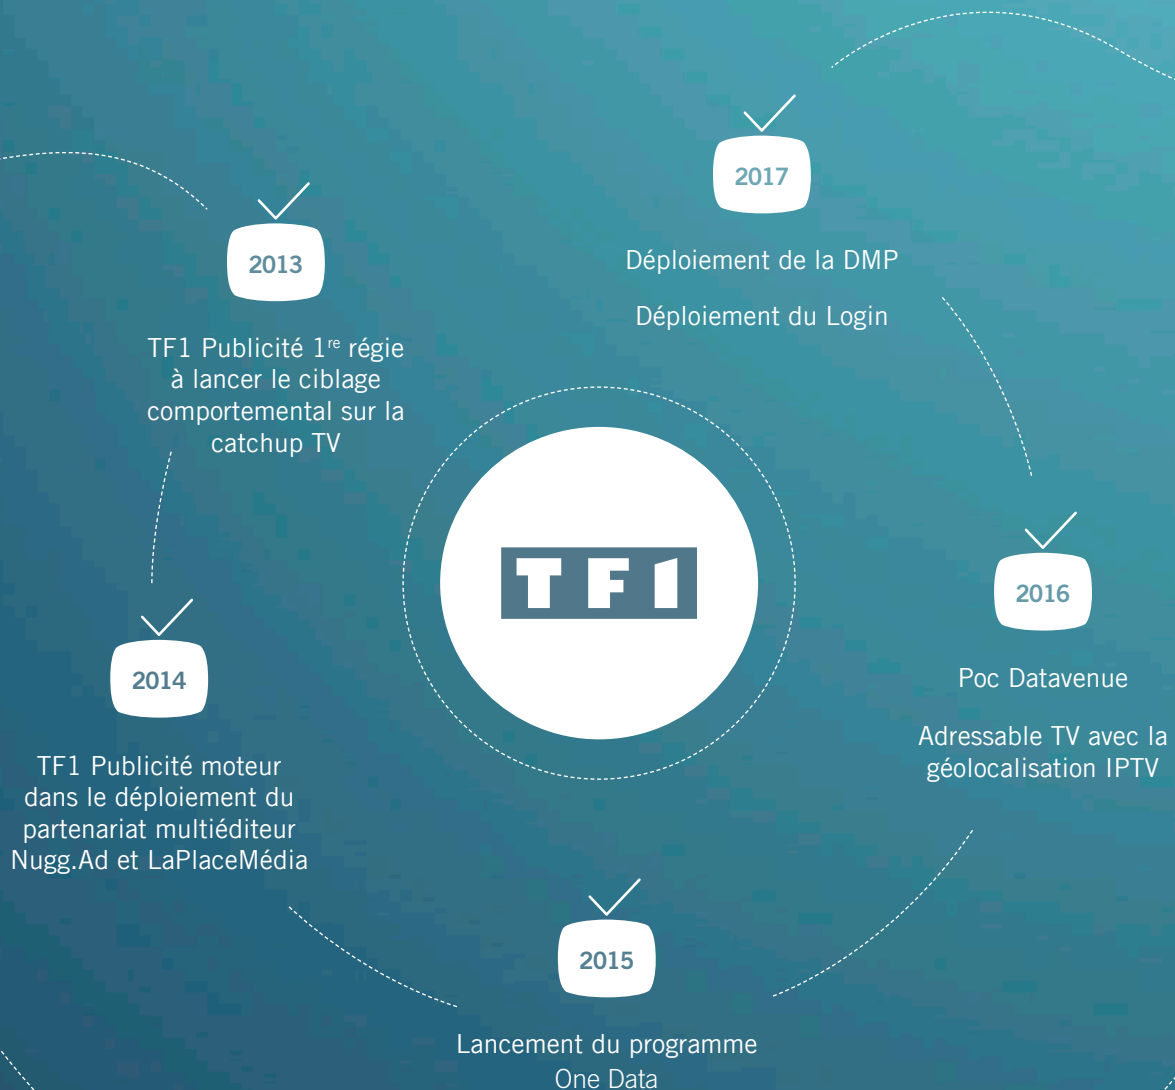 2013
TF1 Publicité 1re régie
à lancer le ciblage
comportemental sur la
catchup TV
2014
TF1 Publicité moteur
dans le déploiement du
partenariat multiéditeur
Nugg.Ad et LaPlaceMédia
2015
Lancement du programme
One Data
2016
Poc Datavenue
Adressable TV avec la
géolocalisation IPTV
2017
Déploiement de la DMP
Déploiement du Login
TF1